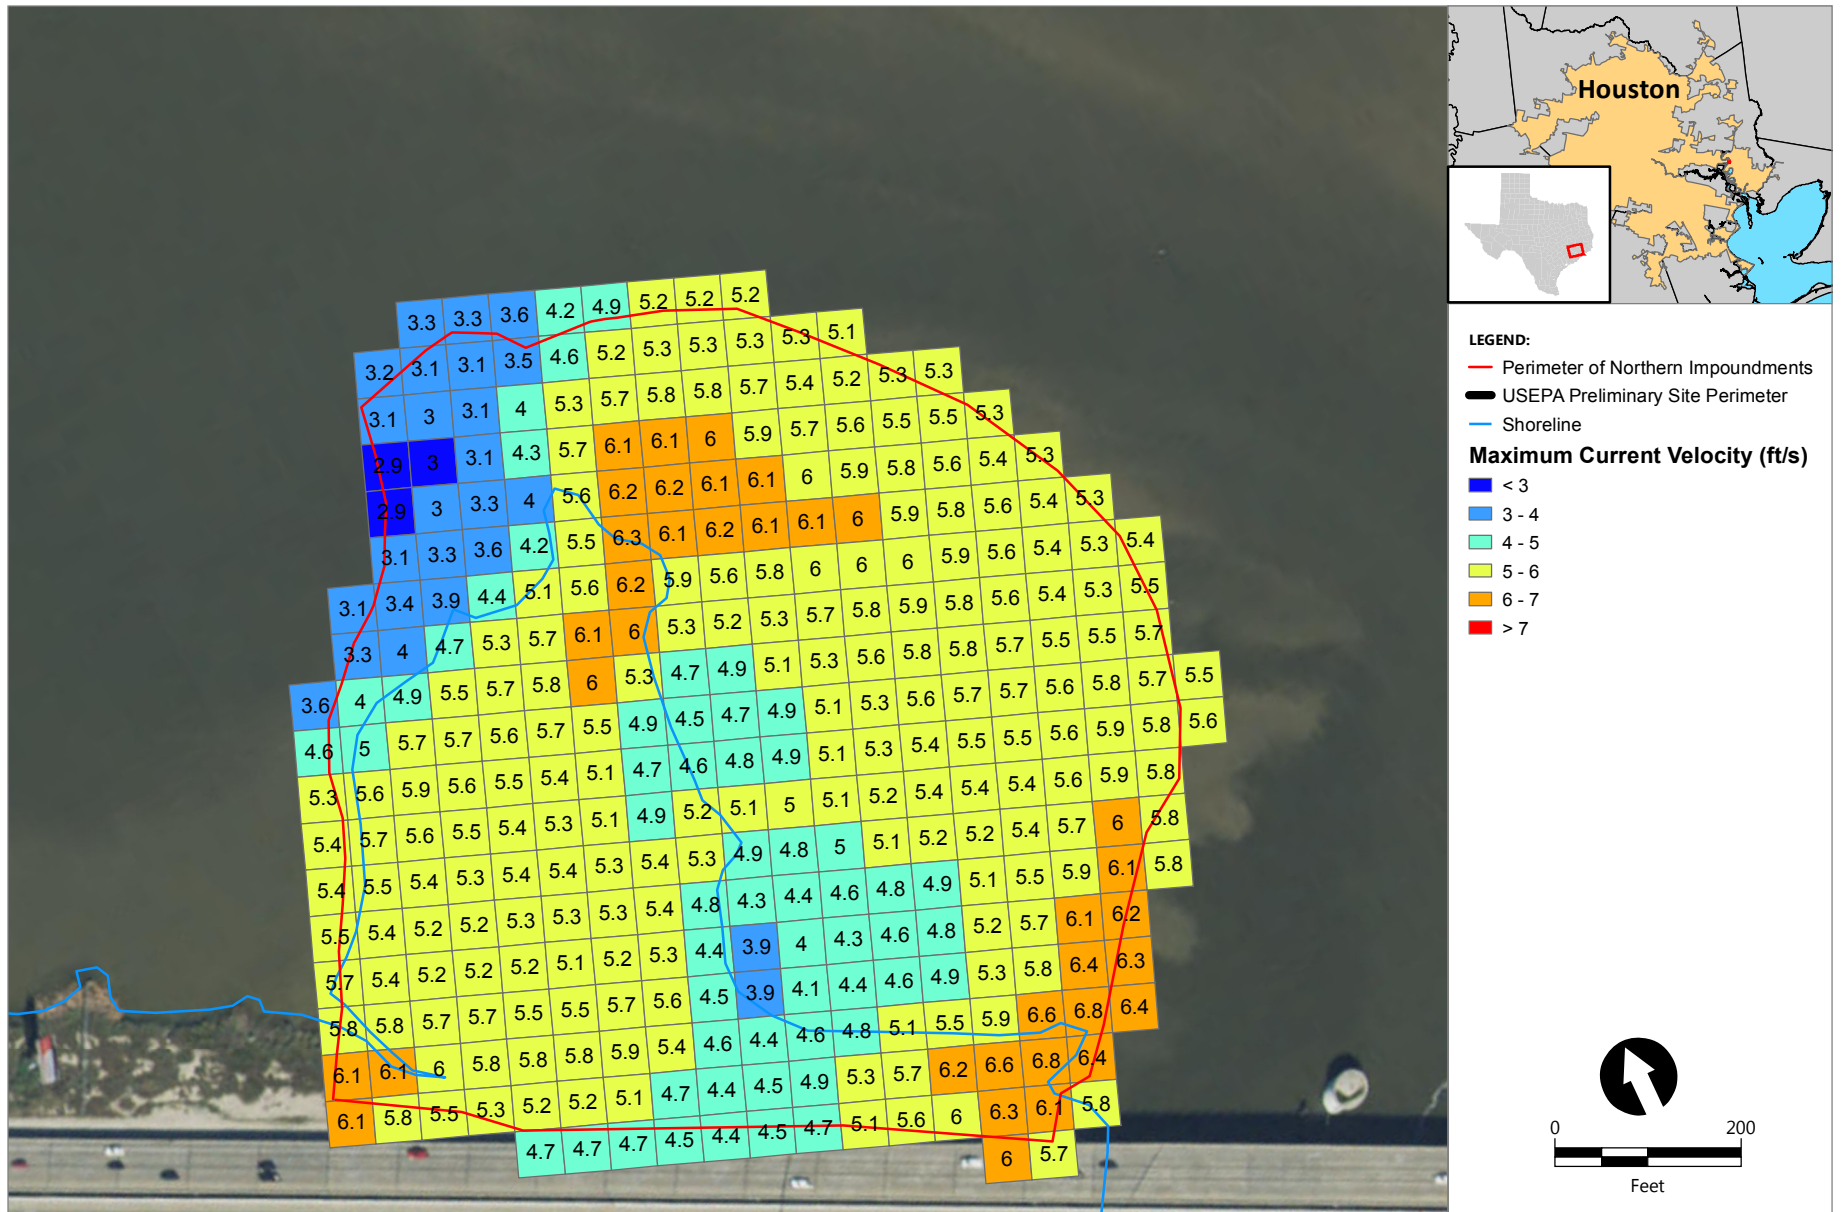 Houston
LEGEND:
Perimeter of Northern Impoundments
USEPA Preliminary Site Perimeter
Shoreline
Maximum Current Velocity (ft/s)
< 3
3 - 4
4 - 5
5 - 6
6 - 7
> 7
0 200
Feet
3.3 3.3 3.6 4.2 4.9 5.2 5.2 5.2
3.2 3.1 3.1 3.5 4.6 5.2 5.3 5.3 5.3 5.3 5.1
3.1 3 3.1 4 5.3 5.7 5.8 5.8 5.7 5.4 5.2 5.3 5.3
2.9 3 3.1 4.3 5.7 6.1 6.1 6 5.9 5.7 5.6 5.5 5.5 5.3
2.9 3 3.3 4 5.6 6.2 6.2 6.1 6.1 6 5.9 5.8 5.6 5.4 5.3
3.1 3.3 3.6 4.2 5.5 6.3 6.1 6.2 6.1 6.1 6 5.9 5.8 5.6 5.4 5.3
3.1 3.4 3.9 4.4 5.1 5.6 6.2 5.9 5.6 5.8 6 6 6 5.9 5.6 5.4 5.3 5.4
3.3 4 4.7 5.3 5.7 6.1 6 5.3 5.2 5.3 5.7 5.8 5.9 5.8 5.6 5.4 5.3 5.5
3.6 4 4.9 5.5 5.7 5.8 6 5.3 4.7 4.9 5.1 5.3 5.6 5.8 5.8 5.7 5.5 5.5 5.7
4.6 5 5.7 5.7 5.6 5.7 5.5 4.9 4.5 4.7 4.9 5.1 5.3 5.6 5.7 5.7 5.6 5.8 5.7 5.5
5.3 5.6 5.9 5.6 5.5 5.4 5.1 4.7 4.6 4.8 4.9 5.1 5.3 5.4 5.5 5.5 5.6 5.9 5.8 5.6
5.4 5.7 5.6 5.5 5.4 5.3 5.1 4.9 5.2 5.1 5 5.1 5.2 5.4 5.4 5.4 5.6 5.9 5.8
5.4 5.5 5.4 5.3 5.4 5.4 5.3 5.4 5.3 4.9 4.8 5 5.1 5.2 5.2 5.4 5.7 6 5.8
5.5 5.4 5.2 5.2 5.3 5.3 5.3 5.4 4.8 4.3 4.4 4.6 4.8 4.9 5.1 5.5 5.9 6.1 5.8
5.7 5.4 5.2 5.2 5.2 5.1 5.2 5.3 4.4 3.9 4 4.3 4.6 4.8 5.2 5.7 6.1 6.2
5.8 5.8 5.7 5.7 5.5 5.5 5.7 5.6 4.5 3.9 4.1 4.4 4.6 4.9 5.3 5.8 6.4 6.3
6.1 6.1 6 5.8 5.8 5.8 5.9 5.4 4.6 4.4 4.6 4.8 5.1 5.5 5.9 6.6 6.8 6.4
6.1 5.8 5.5 5.3 5.2 5.2 5.1 4.7 4.4 4.5 4.9 5.3 5.7 6.2 6.6 6.8 6.4
4.7 4.7 4.7 4.5 4.4 4.5 4.7 5.1 5.6 6 6.3 6.1 5.8
6 5.7